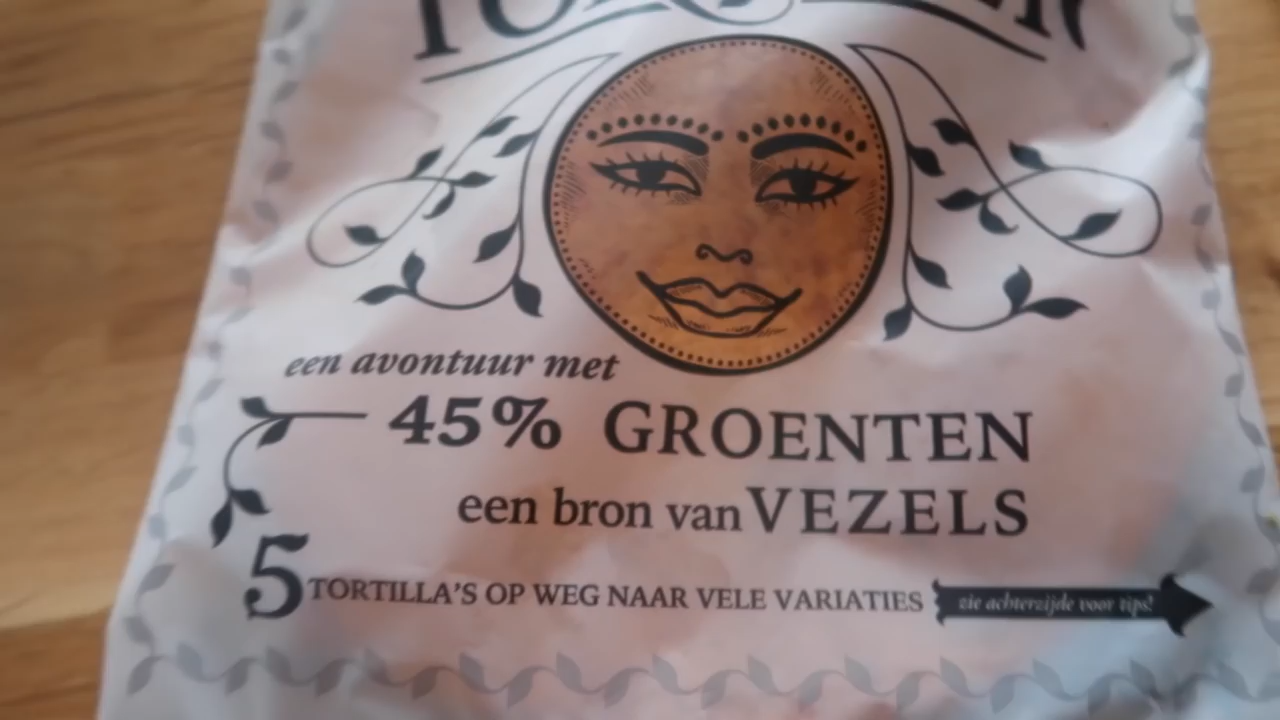 een avontuur met
45% GROENTEN
een bron van VEZELS
5 TORTILLA'S OP WEG NAAR VELE VARIATIES
zie achterzijde voor tips!